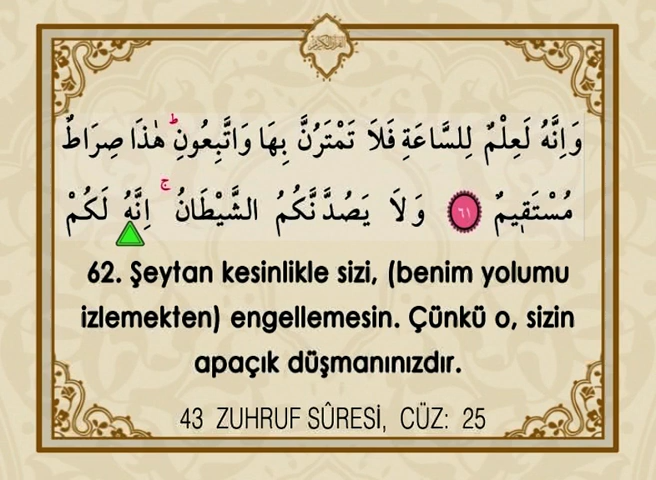 وَاِنَّهُ لَعِلْمٌ لِلسَّاعَةِ فَلَا تَمْتَرُنَّ بِهَا وَاتَّبِعُونِۜ هٰذَا صِرَاطٌ
مُسْتَق۪يمٌ ٦١ وَلَا يَصُدَّنَّكُمُ الشَّيْطَانُۚ اِنَّهُ لَكُمْ
62. Şeytan kesinlikle sizi, (benim yolumu
izlemekten) engellemesin. Çünkü o, sizin
apaçık düşmanınızdır.
43 ZUHRUF SÛRESİ, CÜZ: 25